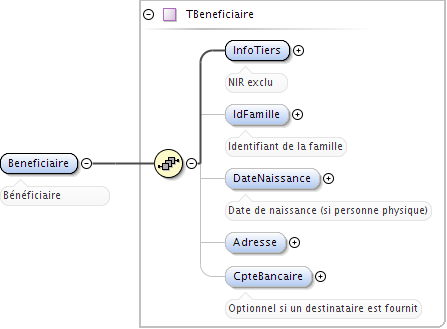 TBeneficiaire
InfoTiers
NIR exclu
IdFamille
Identifiant de la famille
Beneficiaire
Bénéficiaire
DateNaissance
Date de naissance (si personne physique)
Adresse
CpteBancaire
Optionnel si un destinataire est fournit